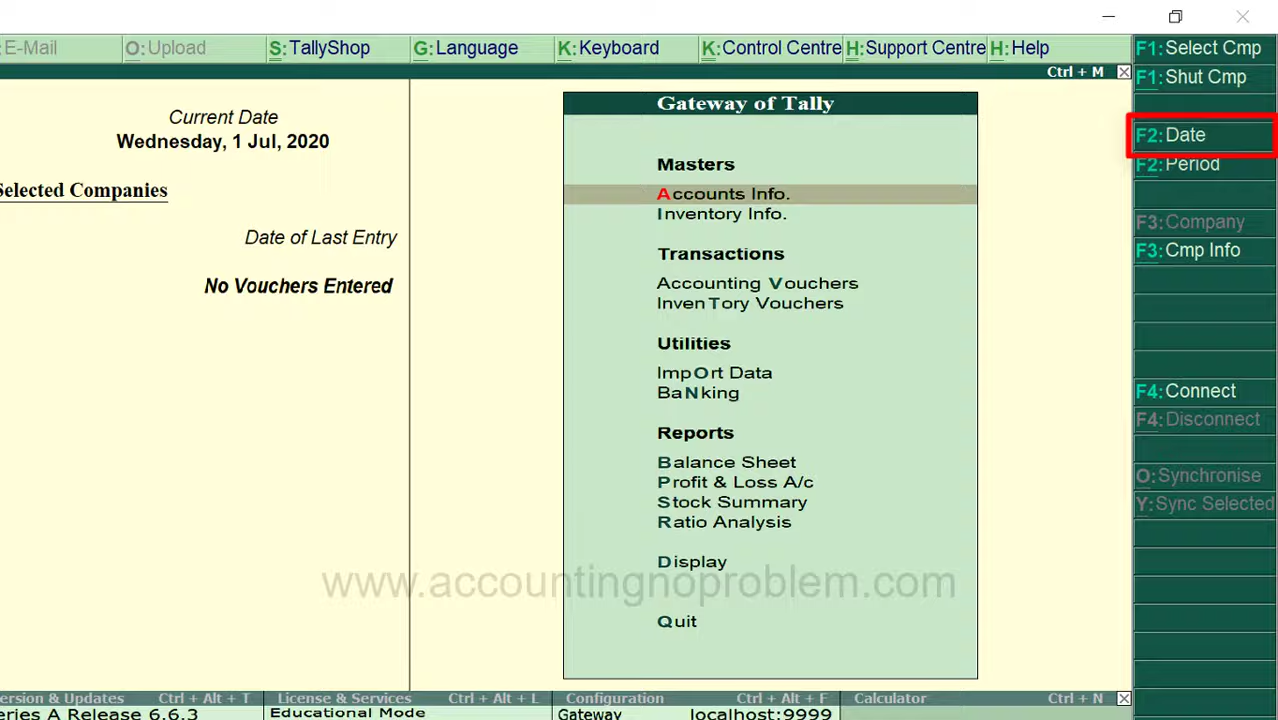 E-Mail
O:Upload
S:TallyShop
G:Language
K:Keyboard
K:Control Centre
H:Support Centre
H:Help
Ctrl + M
Current Date
Wednesday, 1 Jul, 2020
Selected Companies
Date of Last Entry
No Vouchers Entered
Gateway of Tally
Masters
Accounts Info.
Inventory Info.
Transactions
Accounting Vouchers
InvenTory Vouchers
Utilities
ImpOrt Data
BaNking
Reports
Balance Sheet
Profit & Loss A/c
Stock Summary
Ratio Analysis
Display
Quit
www.accountingnoproblem.com
F1:Select Cmp
F1:Shut Cmp
F2:Date
F2:Period
F3:Company
F3:Cmp Info
F4:Connect
F4:Disconnect
O:Synchronise
Y:Sync Selected
ersion & Updates Ctrl + Alt + T
eries A Release 6.6.3
License & Services Ctrl + Alt + L
Educational Mode
Configuration Ctrl + Alt + F
Gateway localhost:9999
Calculator Ctrl + N